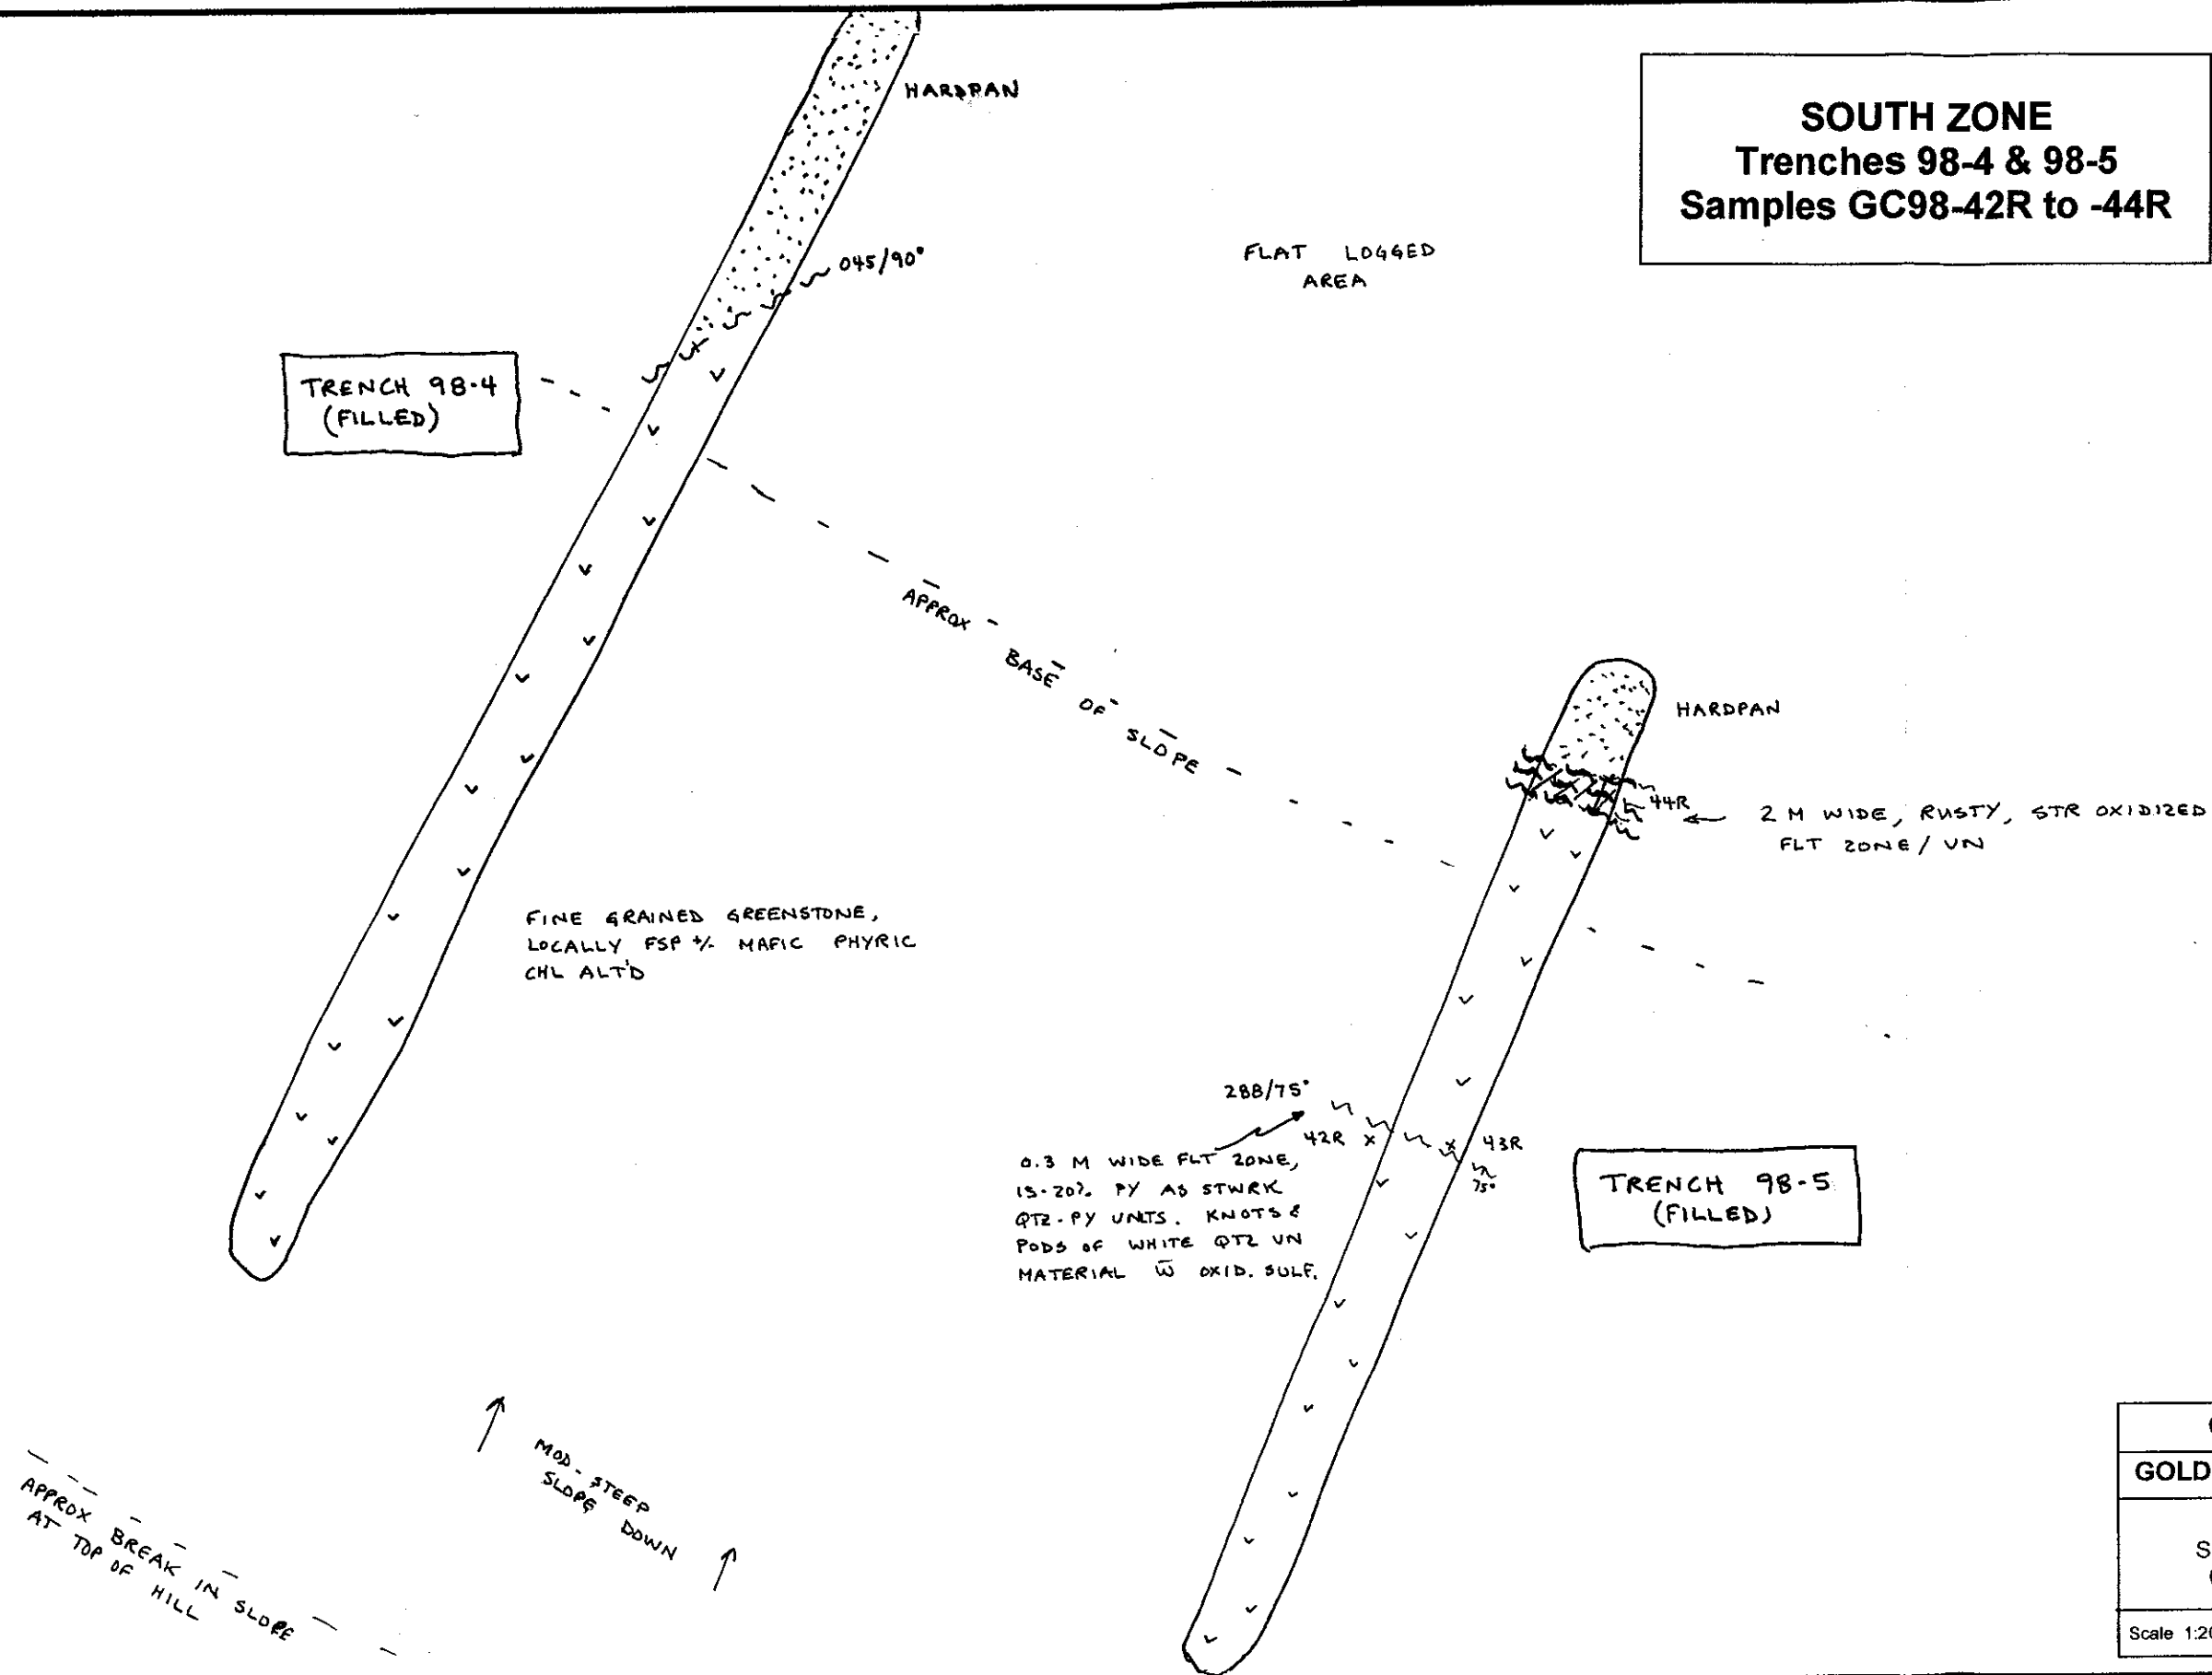 SOUTH ZONE
Trenches 98-4 & 98-5
Samples GC98-42R to -44R
HARDPAN
045/90°
FLAT LOGGED
AREA
TRENCH 98-4
(FILLED)
APPROX BASE OF SLOPE
HARDPAN
44R
2 M WIDE, RUSTY, STR OXIDIZED
FLT ZONE / VN
FINE GRAINED GREENSTONE,
LOCALLY FSP +/- MAFIC PHYRIC
CHL ALT'D
288/75°
42R
43R
75°
0.3 M WIDE FLT ZONE,
15-20% PY AS STWRK
QTZ-PY VNLTS. KNOTS &
PODS OF WHITE QTZ VN
MATERIAL W̄ OXID. SULF.
TRENCH 98-5
(FILLED)
MOD-STEEP
SLOPE DOWN
APPROX BREAK IN SLOPE
AT TOP OF HILL
GOLD
S
Scale 1:20